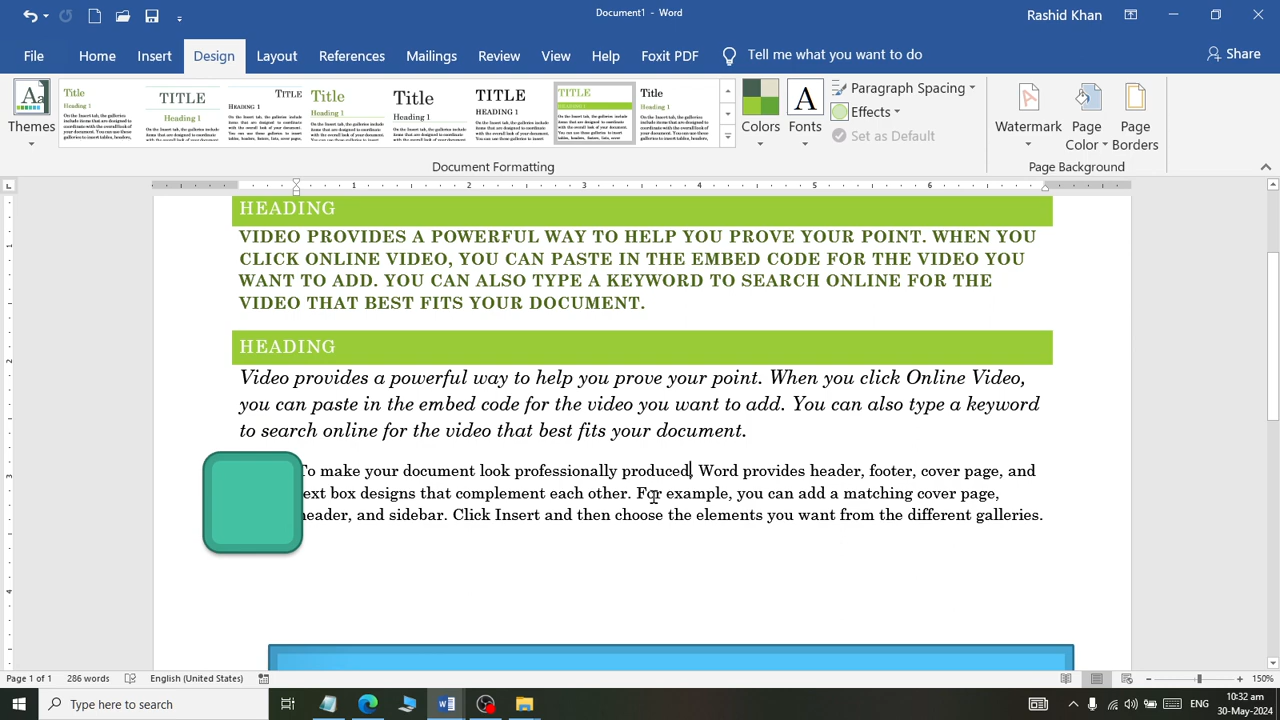 Document1 - Word
Rashid Khan
File Home Insert Design Layout References Mailings Review View Help Foxit PDF Tell me what you want to do Share
Themes
Colors
Fonts
Paragraph Spacing
Effects
Set as Default
Watermark
Page Color
Page Borders
Document Formatting
Page Background
HEADING
VIDEO PROVIDES A POWERFUL WAY TO HELP YOU PROVE YOUR POINT. WHEN YOU
CLICK ONLINE VIDEO, YOU CAN PASTE IN THE EMBED CODE FOR THE VIDEO YOU
WANT TO ADD. YOU CAN ALSO TYPE A KEYWORD TO SEARCH ONLINE FOR THE
VIDEO THAT BEST FITS YOUR DOCUMENT.
HEADING
Video provides a powerful way to help you prove your point. When you click Online Video,
you can paste in the embed code for the video you want to add. You can also type a keyword
to search online for the video that best fits your document.
To make your document look professionally produced, Word provides header, footer, cover page, and
text box designs that complement each other. For example, you can add a matching cover page,
header, and sidebar. Click Insert and then choose the elements you want from the different galleries.
Page 1 of 1 286 words English (United States) 150%
Type here to search
ENG
10:32 am
30-May-2024